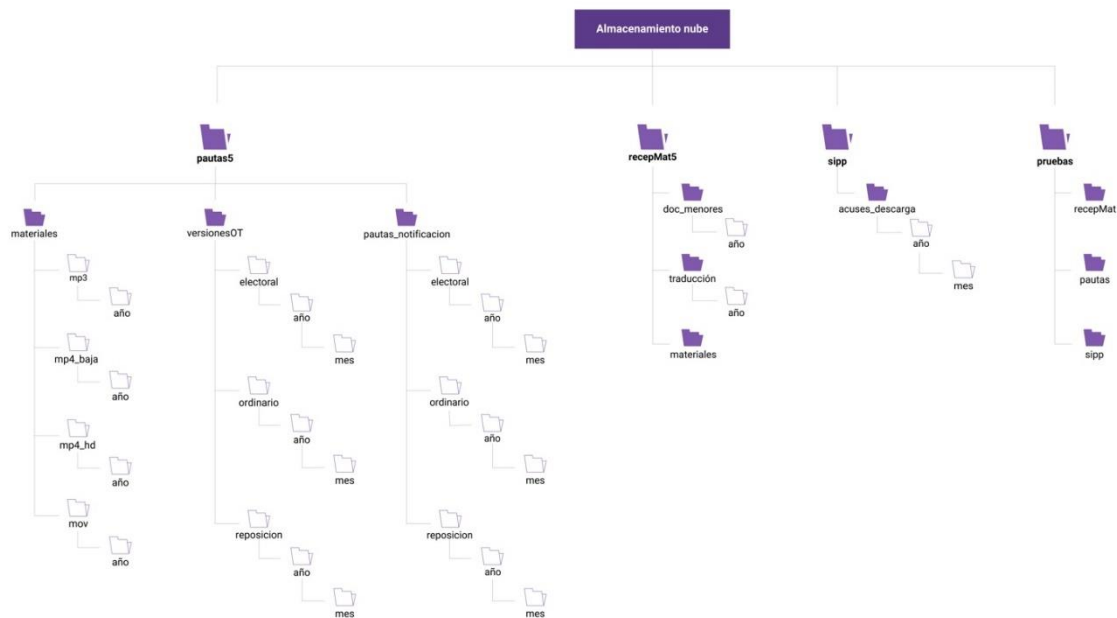 Almacenamiento nube
pautas5
materiales
mp3
año
mp4_baja
año
mp4_hd
año
mov
año
versionesOT
electoral
año
mes
ordinario
año
mes
reposicion
año
mes
pautas_notificacion
electoral
año
mes
ordinario
año
mes
reposicion
año
mes
recepMat5
doc_menores
año
traducción
año
materiales
sipp
acuses_descarga
año
mes
pruebas
recepMat
pautas
sipp